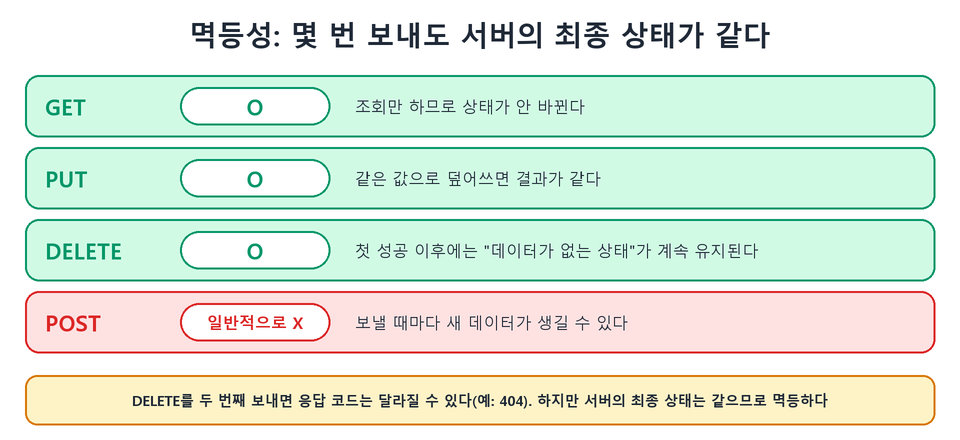 멱등성: 몇 번 보내도 서버의 최종 상태가 같다
GET O 조회만 하므로 상태가 안 바뀐다
PUT O 같은 값으로 덮어쓰면 결과가 같다
DELETE O 첫 성공 이후에는 "데이터가 없는 상태"가 계속 유지된다
POST 일반적으로 X 보낼 때마다 새 데이터가 생길 수 있다
DELETE를 두 번째 보내면 응답 코드는 달라질 수 있다(예: 404). 하지만 서버의 최종 상태는 같으므로 멱등하다